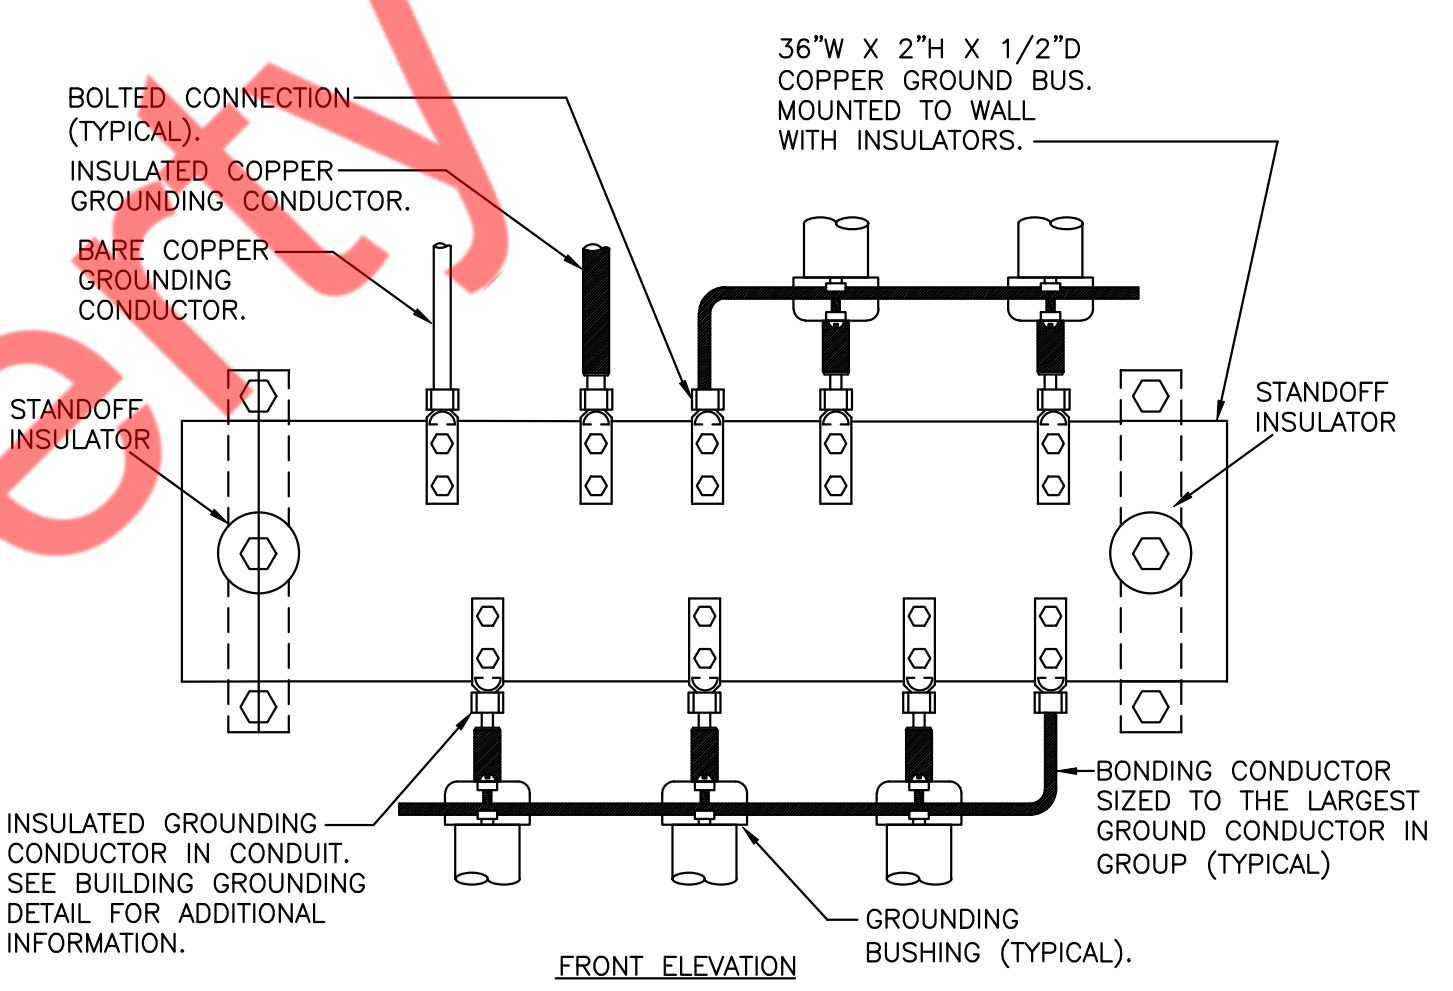 36"W X 2"H X 1/2"D
COPPER GROUND BUS.
MOUNTED TO WALL
WITH INSULATORS.
BOLTED CONNECTION
(TYPICAL).
INSULATED COPPER
GROUNDING CONDUCTOR.
BARE COPPER
GROUNDING
CONDUCTOR.
STANDOFF
INSULATOR
STANDOFF
INSULATOR
BONDING CONDUCTOR
SIZED TO THE LARGEST
GROUND CONDUCTOR IN
GROUP (TYPICAL)
INSULATED GROUNDING
CONDUCTOR IN CONDUIT.
SEE BUILDING GROUNDING
DETAIL FOR ADDITIONAL
INFORMATION.
GROUNDING
BUSHING (TYPICAL).
FRONT ELEVATION
erty